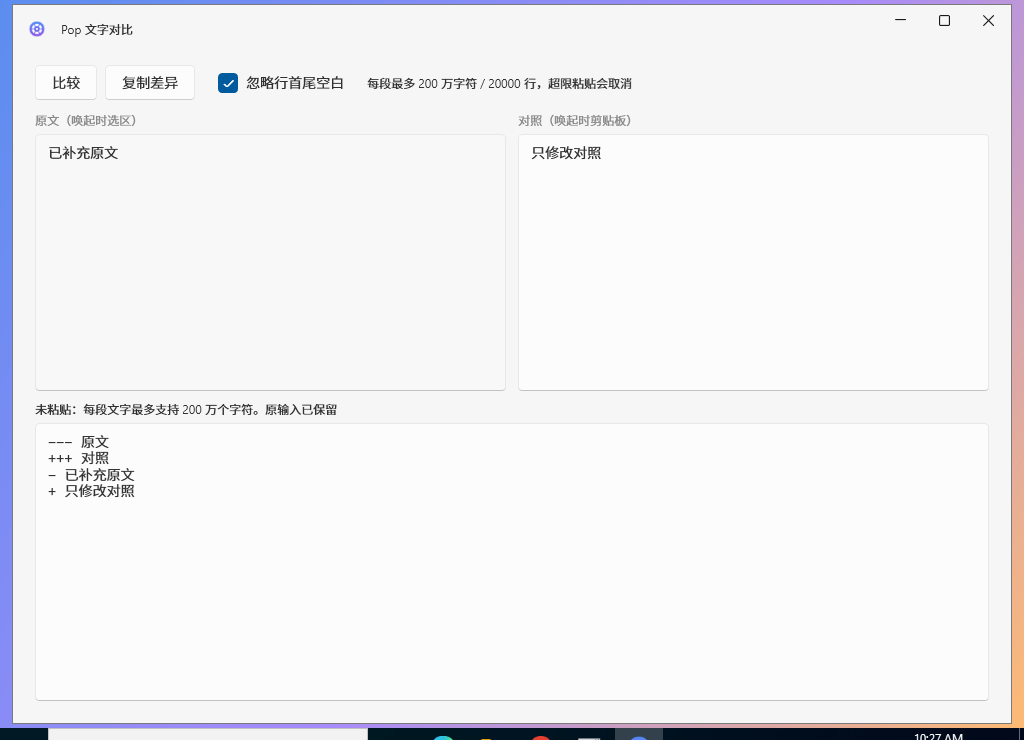 Pop 文字对比
比较
复制差异
忽略行首尾空白
每段最多 200 万字符 / 20000 行，超限粘贴会取消
原文（唤起时选区）
对照（唤起时剪贴板）
已补充原文
只修改对照
未粘贴：每段文字最多支持 200 万个字符。原输入已保留
--- 原文
+++ 对照
- 已补充原文
+ 只修改对照
10:27 AM